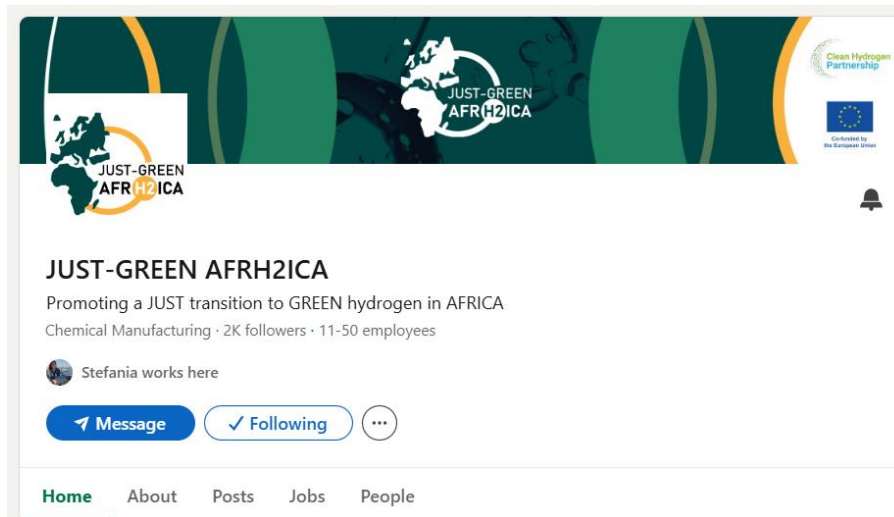 JUST-GREEN
AFRH2ICA
Clean Hydrogen
Partnership
Co-funded by
the European Union
JUST-GREEN
AFRH2ICA
JUST-GREEN AFRH2ICA
Promoting a JUST transition to GREEN hydrogen in AFRICA
Chemical Manufacturing · 2K followers · 11-50 employees
Stefania works here
Message
Following
Home About Posts Jobs People